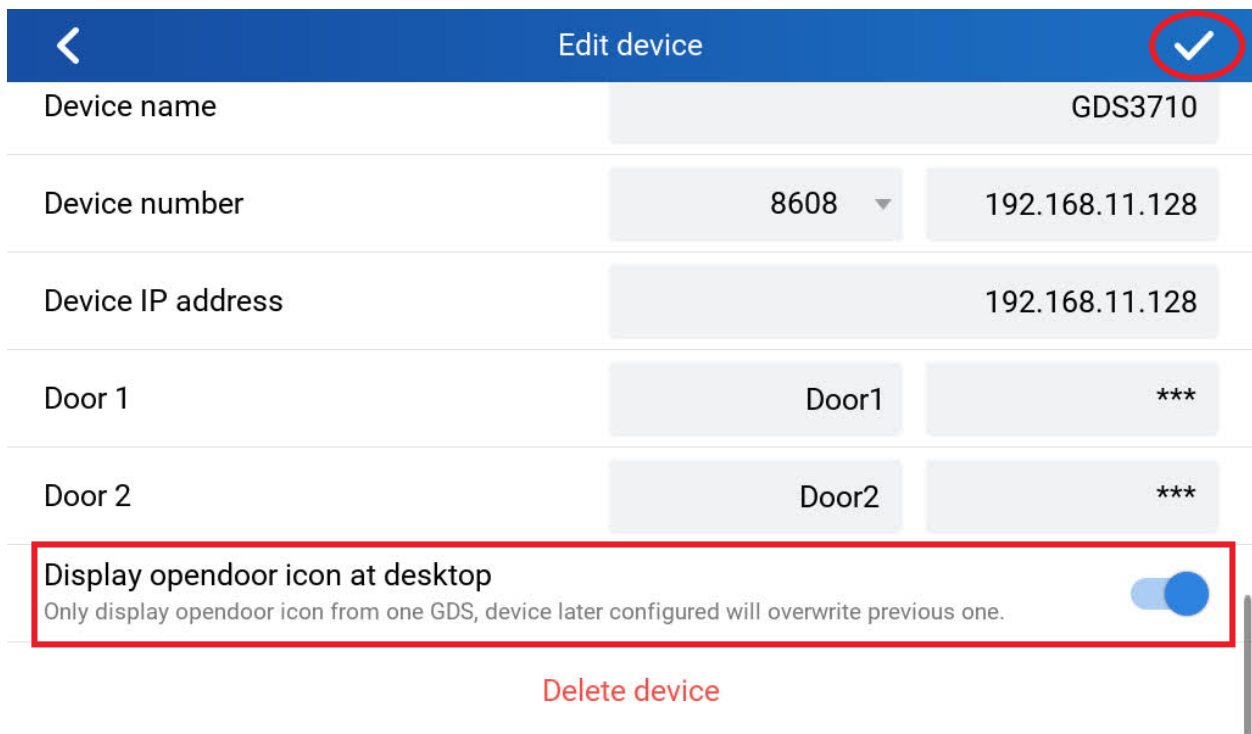 Edit device
Device name GDS3710
Device number 8608 192.168.11.128
Device IP address 192.168.11.128
Door 1 Door1 ***
Door 2 Door2 ***
Display opendoor icon at desktop
Only display opendoor icon from one GDS, device later configured will overwrite previous one.
Delete device